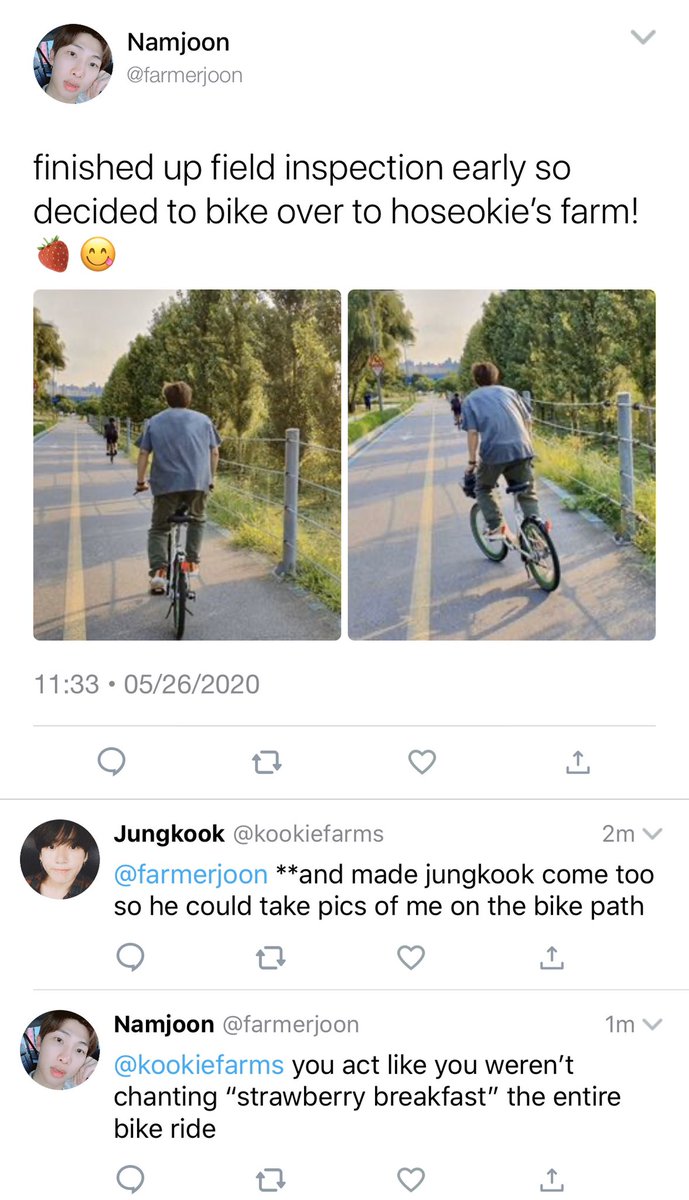 Namjoon
@farmerjoon
finished up field inspection early so
decided to bike over to hoseokie’s farm!
🍓 😋
11:33 • 05/26/2020
Jungkook @kookiefarms 2m
@farmerjoon **and made jungkook come too
so he could take pics of me on the bike path
Namjoon @farmerjoon 1m
@kookiefarms you act like you weren’t
chanting “strawberry breakfast” the entire
bike ride